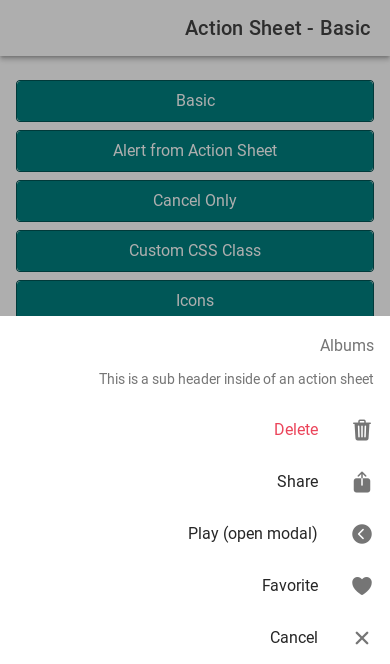 Action Sheet - Basic
Basic
Alert from Action Sheet
Cancel Only
Custom CSS Class
Icons
Albums
This is a sub header inside of an action sheet
Delete
Share
Play (open modal)
Favorite
Cancel